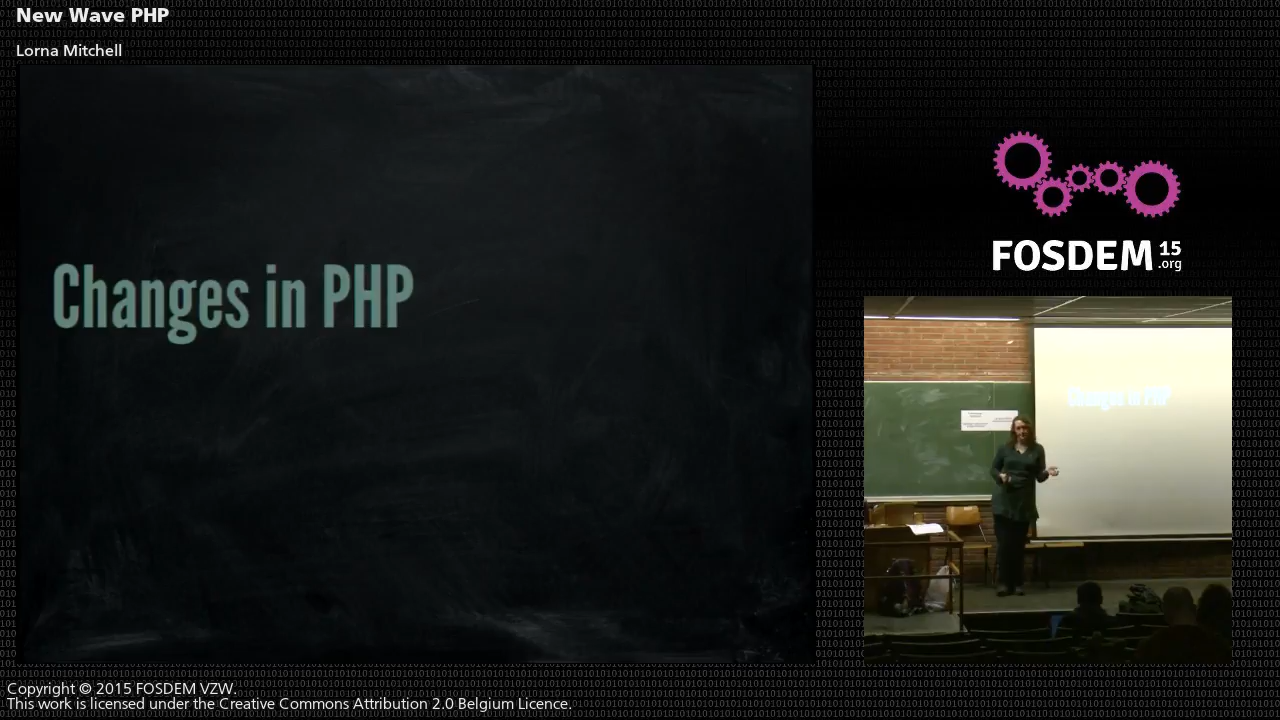 New Wave PHP
Lorna Mitchell
Changes in PHP
FOSDEM 15
.org
Changes in PHP
Copyright © 2015 FOSDEM VZW.
This work is licensed under the Creative Commons Attribution 2.0 Belgium Licence.